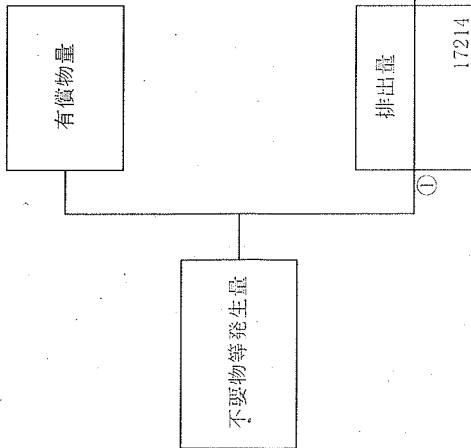 不要物等発生量
有償物量
①
排出量
17214